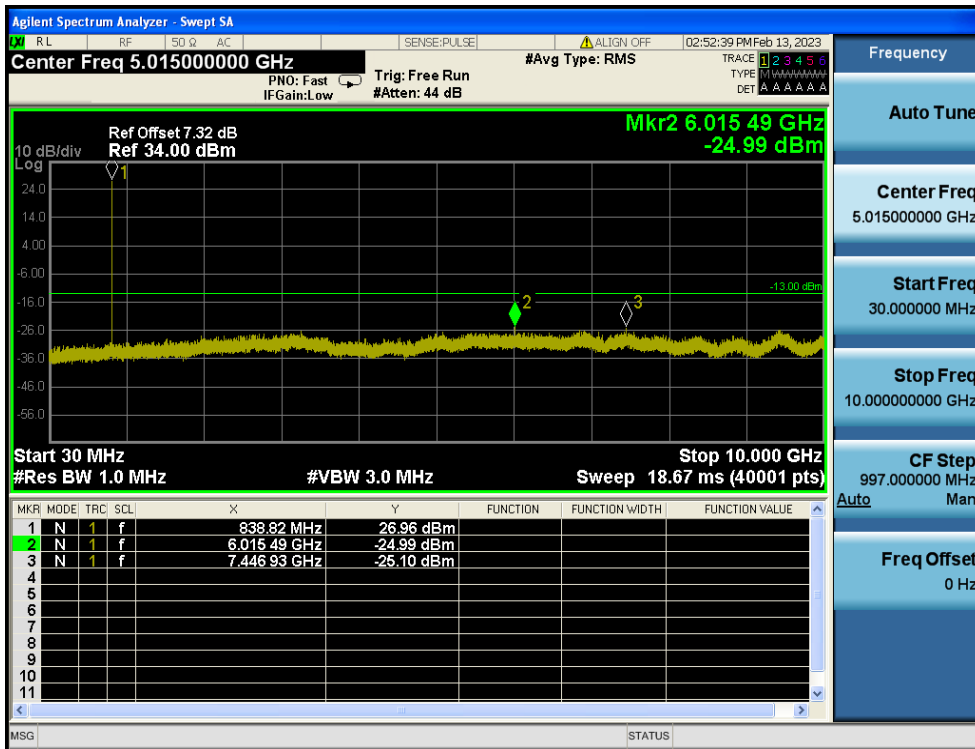 Agilent Spectrum Analyzer - Swept SA
LXI RL RF 50 Ω AC SENSE:PULSE ALIGN OFF 02:52:39 PM Feb 13, 2023
Center Freq 5.015000000 GHz
PNO: Fast
IFGain:Low
Trig: Free Run
#Atten: 44 dB
#Avg Type: RMS
TRACE 1 2 3 4 5 6
TYPE M WWWWW
DET A A A A A A
Ref Offset 7.32 dB
10 dB/div Ref 34.00 dBm
Log
Mkr2 6.015 49 GHz
-24.99 dBm
1
24.0
14.0
4.00
-6.00
-13.00 dBm
-16.0
2
3
-26.0
-36.0
-46.0
-56.0
Start 30 MHz Stop 10.000 GHz
#Res BW 1.0 MHz #VBW 3.0 MHz Sweep 18.67 ms (40001 pts)
MKR MODE TRC SCL X Y FUNCTION FUNCTION WIDTH FUNCTION VALUE
1 N 1 f 838.82 MHz 26.96 dBm
2 N 1 f 6.015 49 GHz -24.99 dBm
3 N 1 f 7.446 93 GHz -25.10 dBm
4
5
6
7
8
9
10
11
MSG STATUS
Frequency
Auto Tune
Center Freq
5.015000000 GHz
Start Freq
30.000000 MHz
Stop Freq
10.000000000 GHz
CF Step
997.000000 MHz
Auto Man
Freq Offset
0 Hz